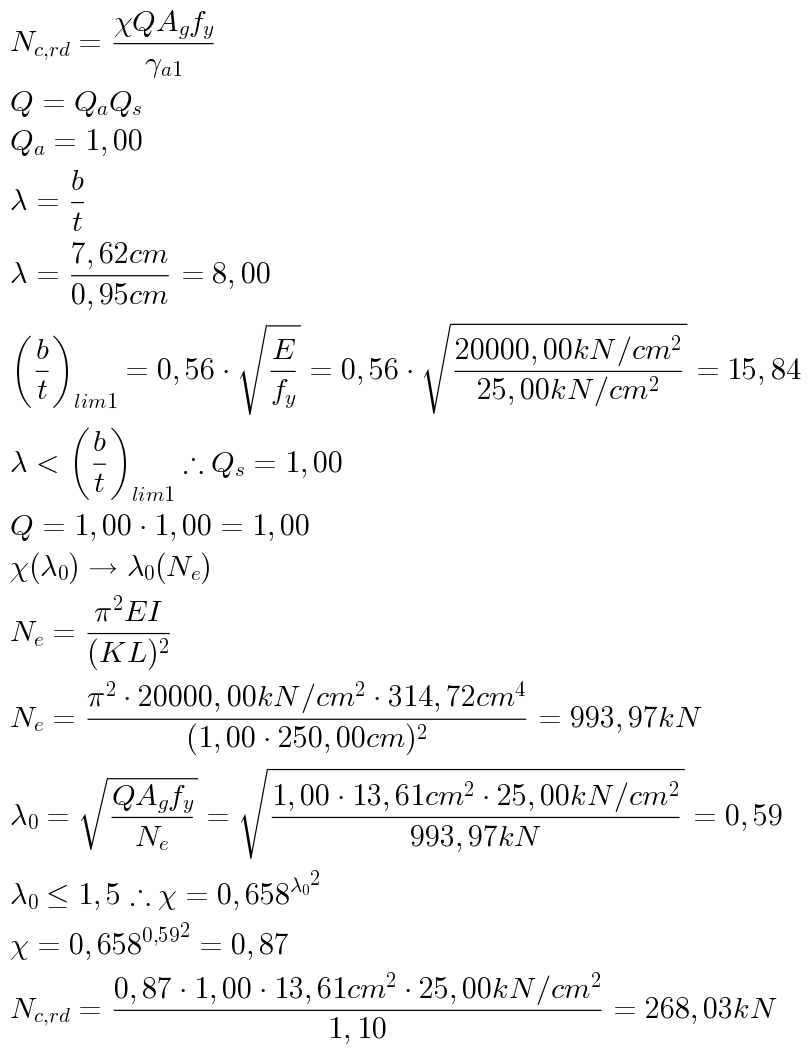 N_{c,rd} = \frac{\chi Q A_g f_y}{\gamma_{a1}}
Q = Q_a Q_s
Q_a = 1,00
\lambda = \frac{b}{t}
\lambda = \frac{7,62cm}{0,95cm} = 8,00
\left(\frac{b}{t}\right)_{lim1} = 0,56 \cdot \sqrt{\frac{E}{f_y}} = 0,56 \cdot \sqrt{\frac{20000,00kN/cm^2}{25,00kN/cm^2}} = 15,84
\lambda < \left(\frac{b}{t}\right)_{lim1} \therefore Q_s = 1,00
Q = 1,00 \cdot 1,00 = 1,00
\chi(\lambda_0) \rightarrow \lambda_0(N_e)
N_e = \frac{\pi^2 EI}{(KL)^2}
N_e = \frac{\pi^2 \cdot 20000,00kN/cm^2 \cdot 314,72cm^4}{(1,00 \cdot 250,00cm)^2} = 993,97kN
\lambda_0 = \sqrt{\frac{Q A_g f_y}{N_e}} = \sqrt{\frac{1,00 \cdot 13,61cm^2 \cdot 25,00kN/cm^2}{993,97kN}} = 0,59
\lambda_0 \leq 1,5 \therefore \chi = 0,658^{{\lambda_0}^2}
\chi = 0,658^{0,59^2} = 0,87
N_{c,rd} = \frac{0,87 \cdot 1,00 \cdot 13,61cm^2 \cdot 25,00kN/cm^2}{1,10} = 268,03kN